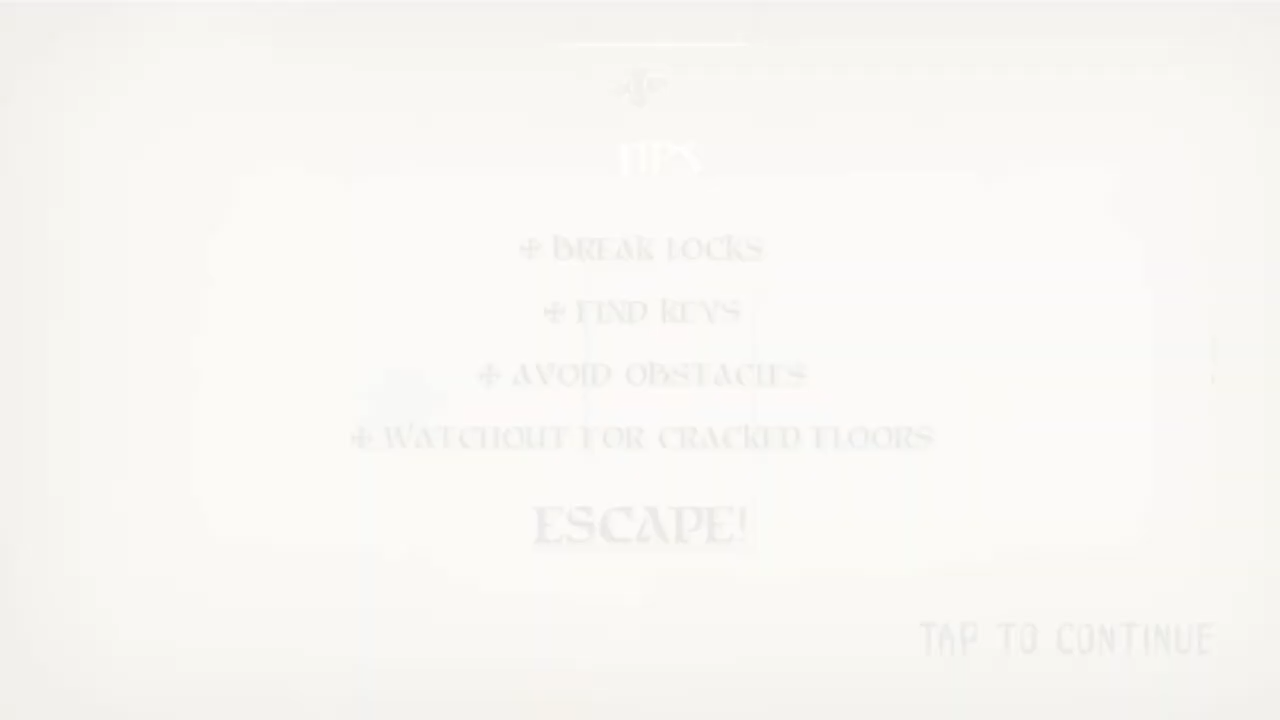 TIPS
✢ BREAK LOCKS
✢ FIND KEYS
✢ AVOID OBSTACLES
✢ WATCHOUT FOR CRACKED FLOORS
ESCAPE!
TAP TO CONTINUE